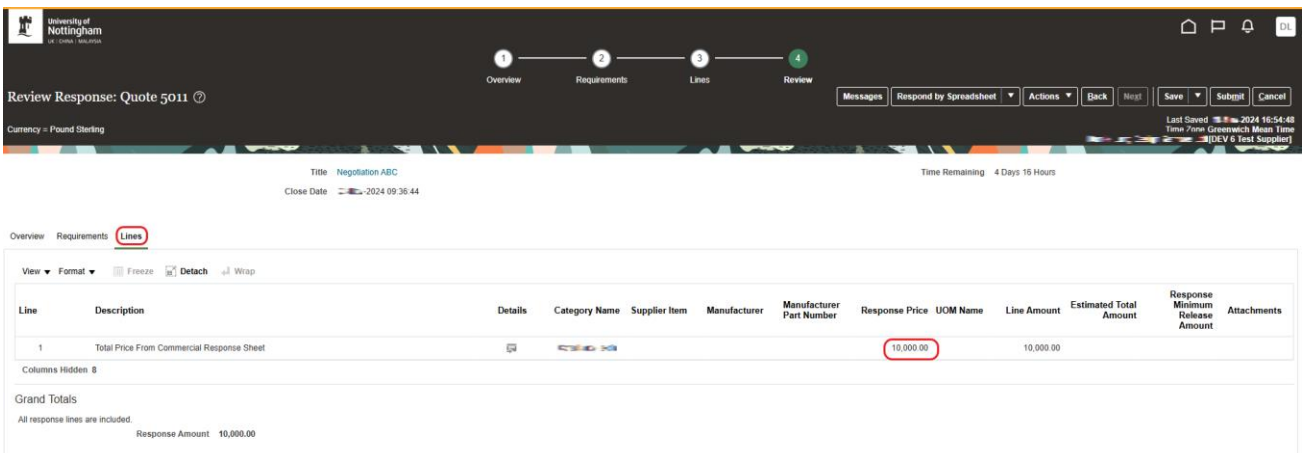 University of
Nottingham
UK | CHINA | MALAYSIA
DL
1 2 3 4
Overview Requirements Lines Review
Review Response: Quote 5011
Messages Respond by Spreadsheet Actions Back Next Save Submit Cancel
Currency = Pound Sterling
Last Saved 2024 16:54:48
Time Zone Greenwich Mean Time
[DEV 6 Test Supplier]
Title Negotiation ABC
Time Remaining 4 Days 16 Hours
Close Date -2024 09:36:44
Overview Requirements Lines
View Format Freeze Detach Wrap
Line Description Details Category Name Supplier Item Manufacturer Manufacturer Part Number Response Price UOM Name Line Amount Estimated Total Amount Response Minimum Release Amount Attachments
1 Total Price From Commercial Response Sheet 10,000.00 10,000.00
Columns Hidden 8
Grand Totals
All response lines are included.
Response Amount 10,000.00